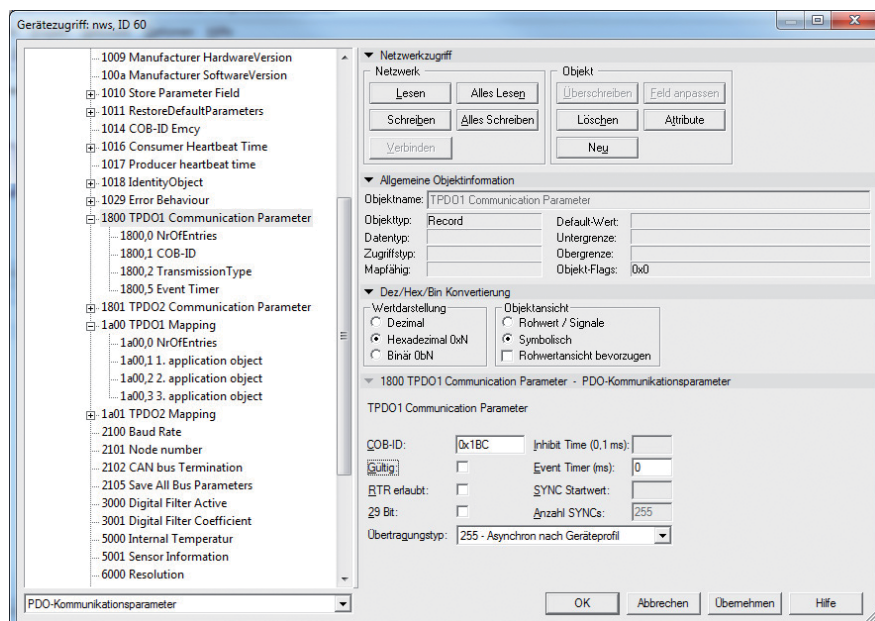 Gerätezugriff: nws, ID 60
1009 Manufacturer HardwareVersion
100a Manufacturer SoftwareVersion
1010 Store Parameter Field
1011 RestoreDefaultParameters
1014 COB-ID Emcy
1016 Consumer Heartbeat Time
1017 Producer heartbeat time
1018 IdentityObject
1029 Error Behaviour
1800 TPDO1 Communication Parameter
1800,0 NrOfEntries
1800,1 COB-ID
1800,2 TransmissionType
1800,5 Event Timer
1801 TPDO2 Communication Parameter
1a00 TPDO1 Mapping
1a00,0 NrOfEntries
1a00,1 1. application object
1a00,2 2. application object
1a00,3 3. application object
1a01 TPDO2 Mapping
2100 Baud Rate
2101 Node number
2102 CAN bus Termination
2105 Save All Bus Parameters
3000 Digital Filter Active
3001 Digital Filter Coefficient
5000 Internal Temperatur
5001 Sensor Information
6000 Resolution
PDO-Kommunikationsparameter
Netzwerkzugriff
Netzwerk Objekt
Lesen Alles Lesen Überschreiben Feld anpassen
Schreiben Alles Schreiben Löschen Attribute
Verbinden Neu
Allgemeine Objektinformation
Objektname: TPDO1 Communication Parameter
Objekttyp: Record Default-Wert:
Datentyp: Untergrenze:
Zugriffstyp: Obergrenze:
Mapfähig: Objekt-Flags: 0x0
Dez/Hex/Bin Konvertierung
Wertdarstellung Objektansicht
Dezimal Rohwert / Signale
Hexadezimal 0xN Symbolisch
Binär 0bN Rohwertansicht bevorzugen
1800 TPDO1 Communication Parameter - PDO-Kommunikationsparameter
TPDO1 Communication Parameter
COB-ID: 0x1BC Inhibit Time (0,1 ms):
Gültig: Event Timer (ms): 0
RTR erlaubt: SYNC Startwert:
29 Bit: Anzahl SYNCs: 255
Übertragungstyp: 255 - Asynchron nach Geräteprofil
OK Abbrechen Übernehmen Hilfe